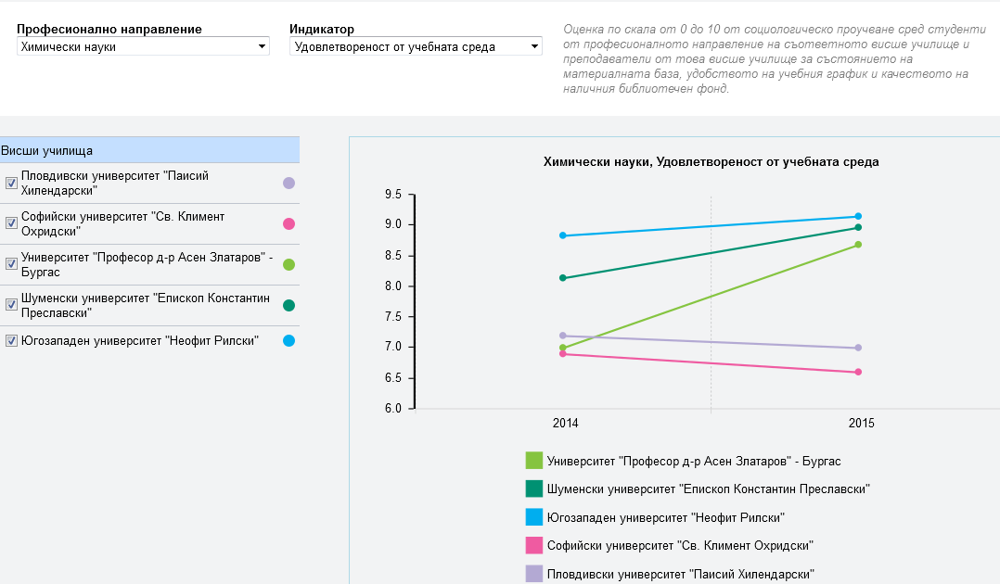 Професионално направление
Химически науки
Индикатор
Удовлетвореност от учебната среда
Оценка по скала от 0 до 10 от социологическо проучване сред студенти
от професионалното направление на съответното висше училище и
преподаватели от това висше училище за състоянието на
материалната база, удобството на учебния график и качеството на
наличния библиотечен фонд.
Висши училища
Пловдивски университет "Паисий
Хилендарски"
Софийски университет "Св. Климент
Охридски"
Университет "Професор д-р Асен Златаров" -
Бургас
Шуменски университет "Епископ Константин
Преславски"
Югозападен университет "Неофит Рилски"
Химически науки, Удовлетвореност от учебната среда
9.5
9.0
8.5
8.0
7.5
7.0
6.5
6.0
2014
2015
Университет "Професор д-р Асен Златаров" - Бургас
Шуменски университет "Епископ Константин Преславски"
Югозападен университет "Неофит Рилски"
Софийски университет "Св. Климент Охридски"
Пловдивски университет "Паисий Хилендарски"